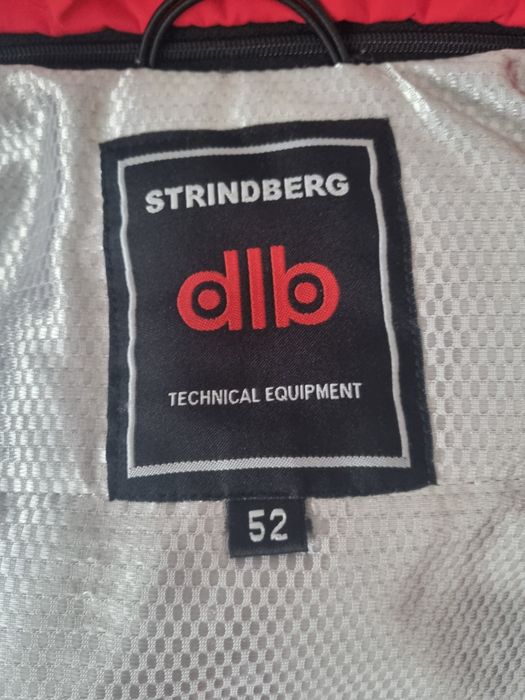 STRINDBERG
dlb
TECHNICAL EQUIPMENT
52